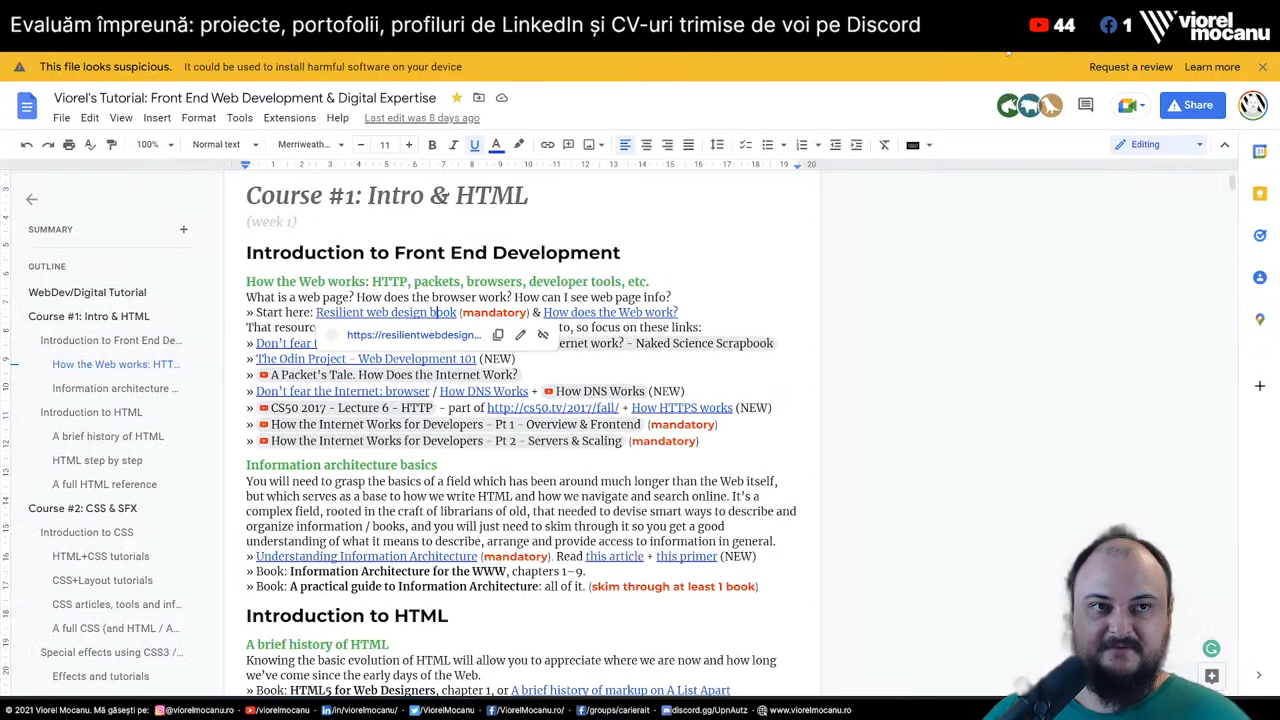 Evaluăm împreună: proiecte, portofolii, profiluri de LinkedIn și CV-uri trimise de voi pe Discord
44
1
viorel mocanu
This file looks suspicious. It could be used to install harmful software on your device
Request a review
Learn more
Viorel's Tutorial: Front End Web Development & Digital Expertise
Share
File Edit View Insert Format Tools Extensions Help Last edit was 8 days ago
100% Normal text Merriweath... 11 Editing
1 2 3 4 5 6 7 8 9 10 11 12 13 14 15 16 17 18 19 20
Course #1: Intro & HTML
(week 1)
SUMMARY
OUTLINE
WebDev/Digital Tutorial
Course #1: Intro & HTML
Introduction to Front End De...
How the Web works: HTT...
Information architecture ...
Introduction to HTML
A brief history of HTML
HTML step by step
A full HTML reference
Course #2: CSS & SFX
Introduction to CSS
HTML+CSS tutorials
CSS+Layout tutorials
CSS articles, tools and inf...
A full CSS (and HTML / A...
Special effects using CSS3 /...
Effects and tutorials
Introduction to Front End Development
How the Web works: HTTP, packets, browsers, developer tools, etc.
What is a web page? How does the browser work? How can I see web page info?
» Start here: Resilient web design book (mandatory) & How does the Web work?
That resourc
https://resilientwebdesign...
to, so focus on these links:
» Don't fear t
ernet work? - Naked Science Scrapbook
» The Odin Project - Web Development 101 (NEW)
» A Packet's Tale. How Does the Internet Work?
» Don't fear the Internet: browser / How DNS Works + How DNS Works (NEW)
» CS50 2017 - Lecture 6 - HTTP - part of http://cs50.tv/2017/fall/ + How HTTPS works (NEW)
» How the Internet Works for Developers - Pt 1 - Overview & Frontend (mandatory)
» How the Internet Works for Developers - Pt 2 - Servers & Scaling (mandatory)
Information architecture basics
You will need to grasp the basics of a field which has been around much longer than the Web itself,
but which serves as a base to how we write HTML and how we navigate and search online. It's a
complex field, rooted in the craft of librarians of old, that needed to devise smart ways to describe and
organize information / books, and you will just need to skim through it so you get a good
understanding of what it means to describe, arrange and provide access to information in general.
» Understanding Information Architecture (mandatory). Read this article + this primer (NEW)
» Book: Information Architecture for the WWW, chapters 1–9.
» Book: A practical guide to Information Architecture: all of it. (skim through at least 1 book)
Introduction to HTML
A brief history of HTML
Knowing the basic evolution of HTML will allow you to appreciate where we are now and how long
we've come since the early days of the Web.
» Book: HTML5 for Web Designers, chapter 1, or A brief history of markup on A List Apart
© 2021 Viorel Mocanu. Mă găsești pe: @viorelmocanu.ro /viorelmocanu /in/viorelmocanu/ @ViorelMocanu /ViorelMocanu.ro /groups/carierait discord.gg/UpnAutz www.viorelmocanu.ro